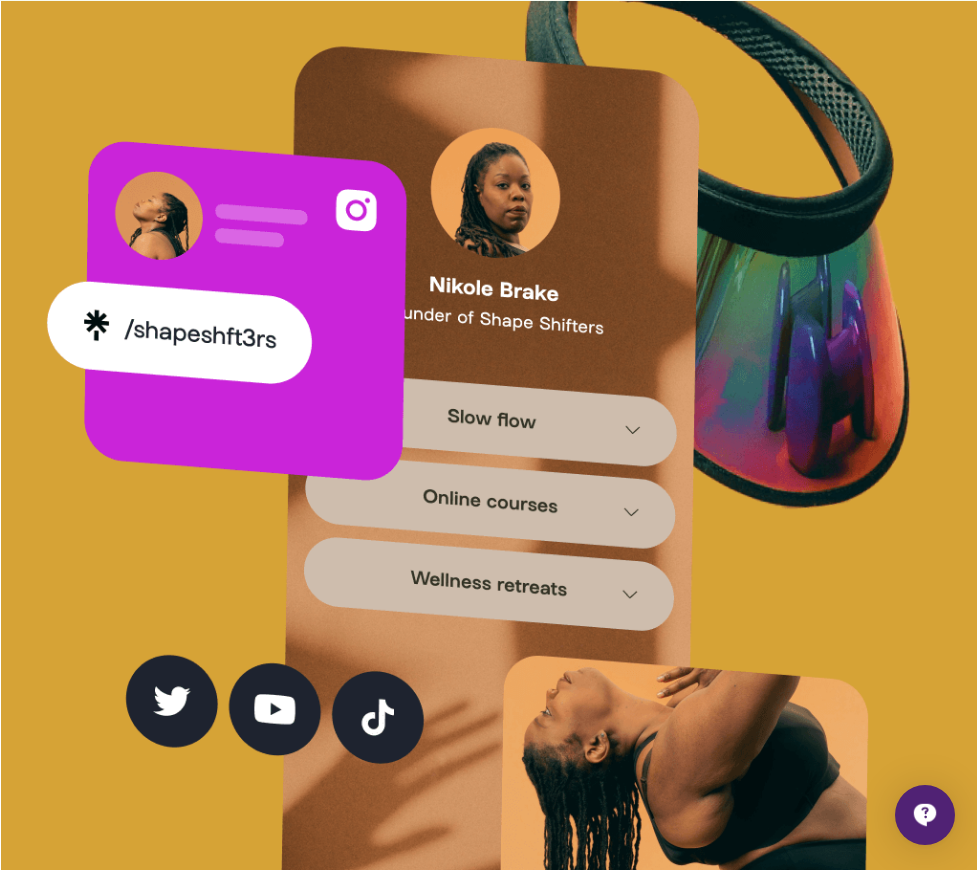 Nikole Brake
under of Shape Shifters
/shapeshft3rs
Slow flow
Online courses
Wellness retreats
?